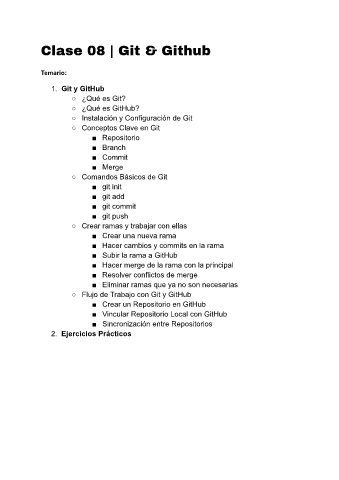 Clase 08 | Git & Github
Temario:
1. Git y GitHub
○ ¿Qué es Git?
○ ¿Qué es GitHub?
○ Instalación y Configuración de Git
○ Conceptos Clave en Git
■ Repositorio
■ Branch
■ Commit
■ Merge
○ Comandos Básicos de Git
■ git init
■ git add
■ git commit
■ git push
○ Crear ramas y trabajar con ellas
■ Crear una nueva rama
■ Hacer cambios y commits en la rama
■ Subir la rama a GitHub
■ Hacer merge de la rama con la principal
■ Resolver conflictos de merge
■ Eliminar ramas que ya no son necesarias
○ Flujo de Trabajo con Git y GitHub
■ Crear un Repositorio en GitHub
■ Vincular Repositorio Local con GitHub
■ Sincronización entre Repositorios
2. Ejercicios Prácticos